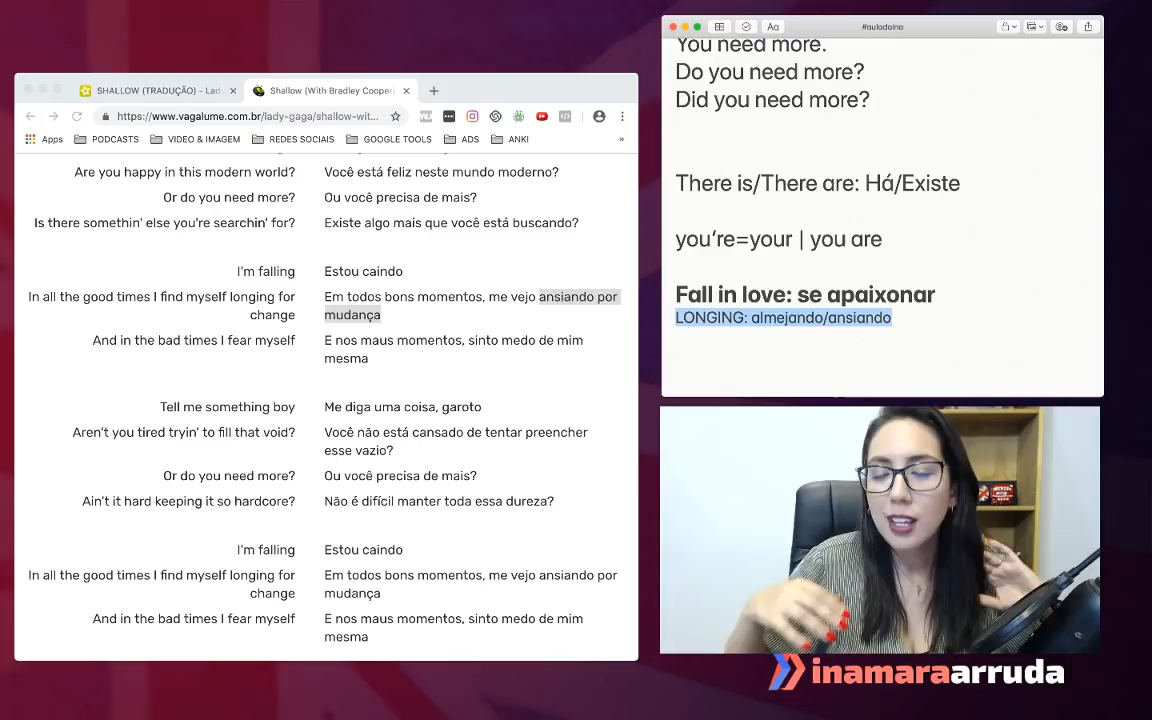 SHALLOW (TRADUÇÃO) - Lad
Shallow (With Bradley Cooper)
https://www.vagalume.com.br/lady-gaga/shallow-wit...
Apps
PODCASTS
VIDEO & IMAGEM
REDES SOCIAIS
GOOGLE TOOLS
ADS
ANKI
»
Are you happy in this modern world?
Você está feliz neste mundo moderno?
Or do you need more?
Ou você precisa de mais?
Is there somethin' else you're searchin' for?
Existe algo mais que você está buscando?
I'm falling
Estou caindo
In all the good times I find myself longing for
change
Em todos bons momentos, me vejo ansiando por
mudança
And in the bad times I fear myself
E nos maus momentos, sinto medo de mim
mesma
Tell me something boy
Me diga uma coisa, garoto
Aren't you tired tryin' to fill that void?
Você não está cansado de tentar preencher
esse vazio?
Or do you need more?
Ou você precisa de mais?
Ain't it hard keeping it so hardcore?
Não é difícil manter toda essa dureza?
I'm falling
Estou caindo
In all the good times I find myself longing for
change
Em todos bons momentos, me vejo ansiando por
mudança
And in the bad times I fear myself
E nos maus momentos, sinto medo de mim
mesma
Aa
#auladaina
You need more.
Do you need more?
Did you need more?
There is/There are: Há/Existe
you're=your | you are
Fall in love: se apaixonar
LONGING: almejando/ansiando
inamaraarruda